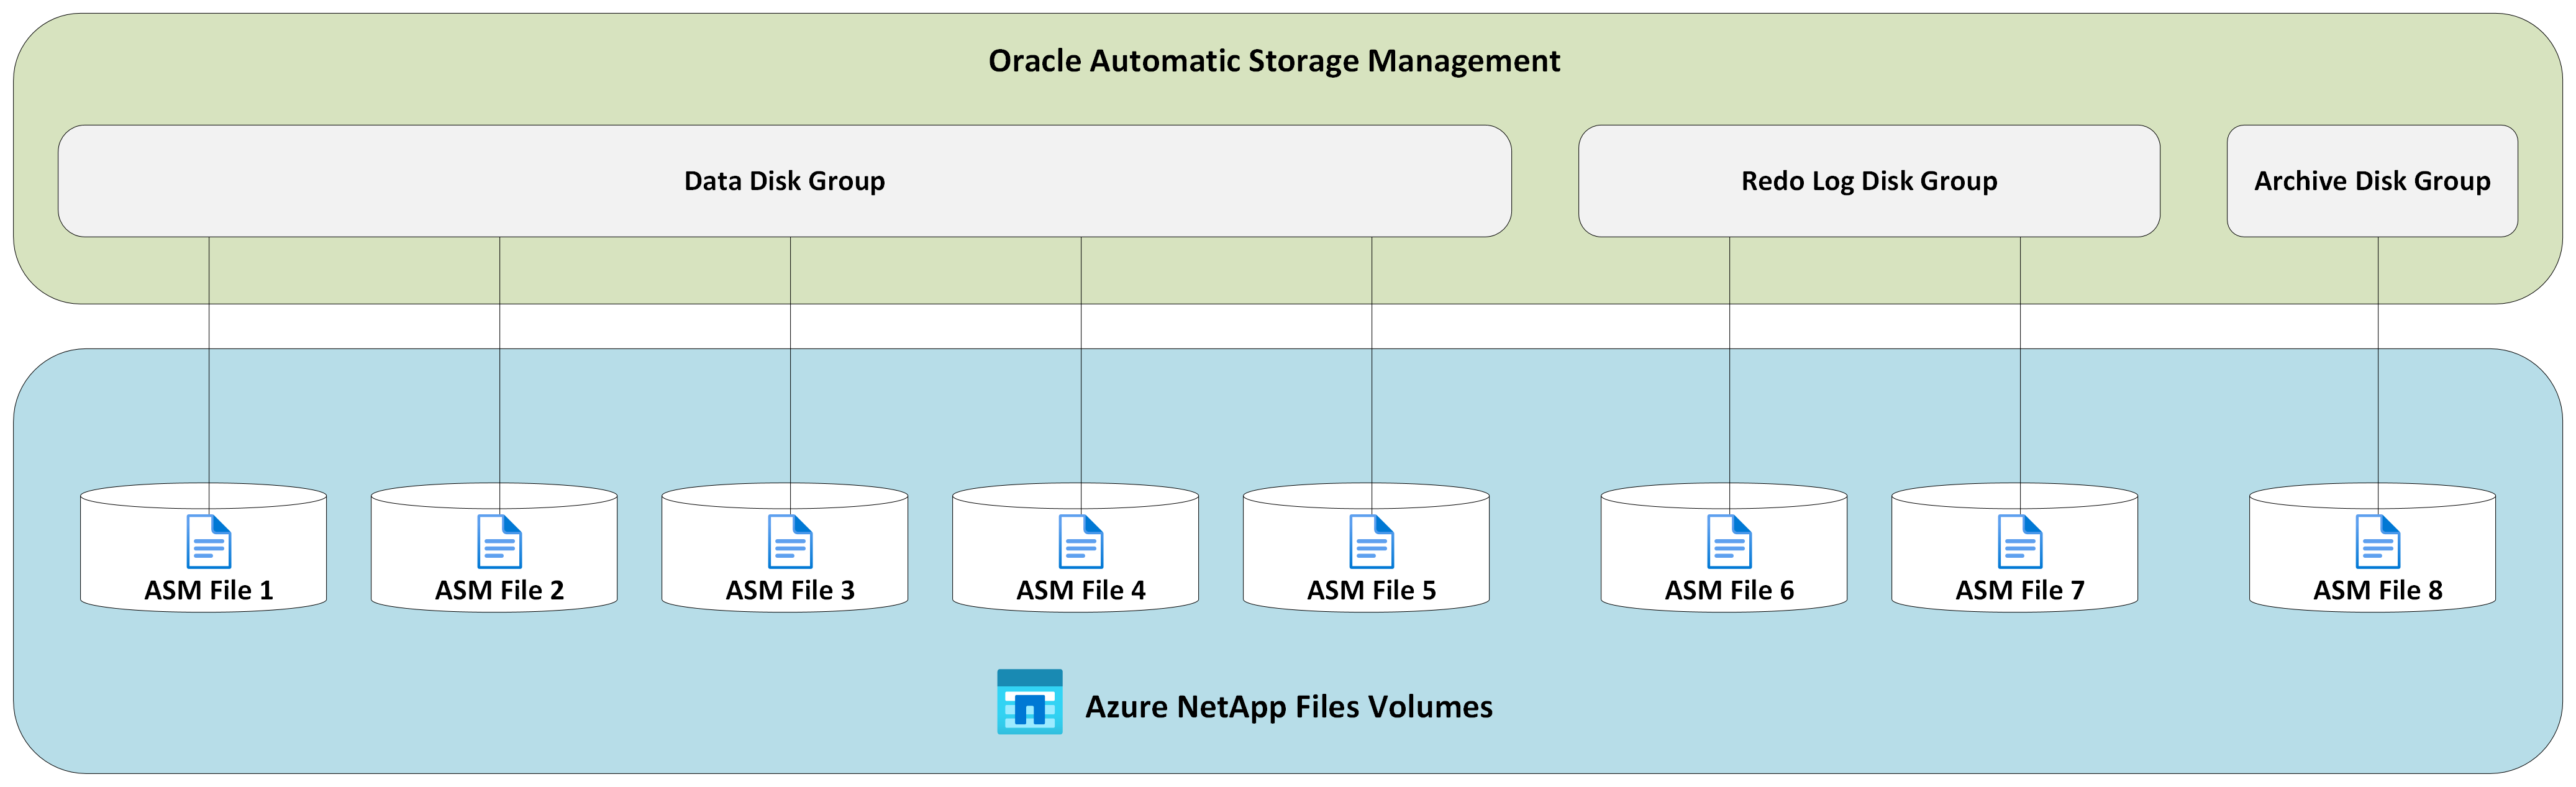 Oracle Automatic Storage Management
Data Disk Group
Redo Log Disk Group
Archive Disk Group
ASM File 1
ASM File 2
ASM File 3
ASM File 4
ASM File 5
ASM File 6
ASM File 7
ASM File 8
Azure NetApp Files Volumes